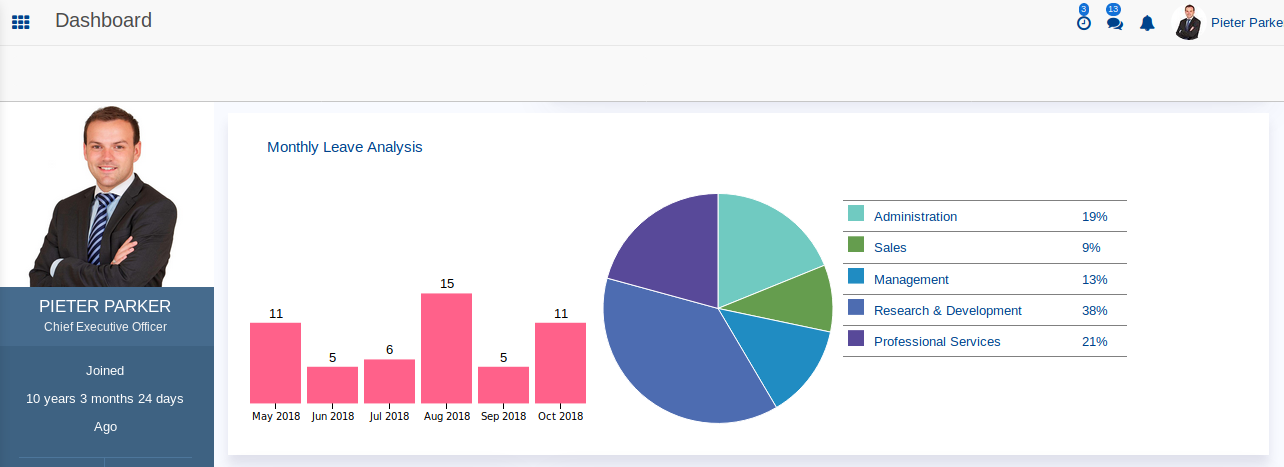 Dashboard
3
13
Pieter Parke
Monthly Leave Analysis
PIETER PARKER
Chief Executive Officer
Joined
10 years 3 months 24 days
Ago
11
5
6
15
5
11
May 2018
Jun 2018
Jul 2018
Aug 2018
Sep 2018
Oct 2018
Administration 19%
Sales 9%
Management 13%
Research & Development 38%
Professional Services 21%